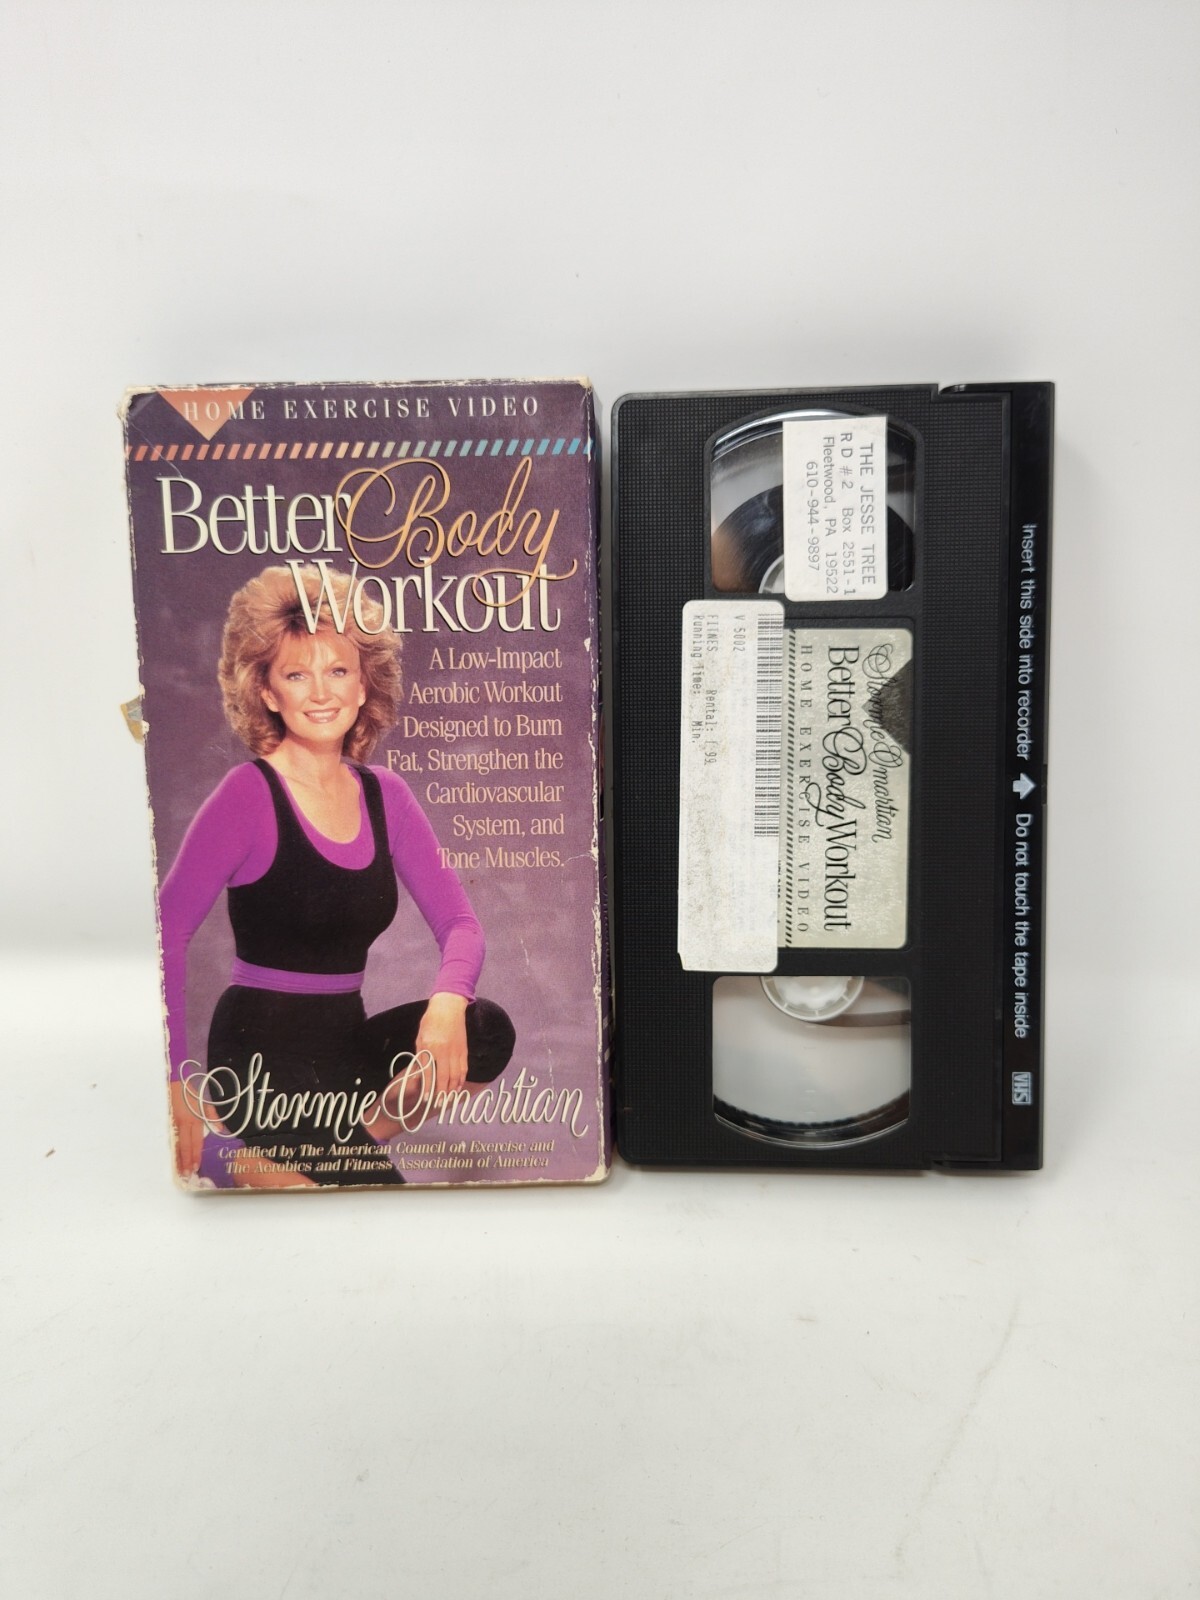 HOME EXERCISE VIDEO
Better Body
Workout
A Low-Impact
Aerobic Workout
Designed to Burn
Fat, Strengthen the
Cardiovascular
System, and
Tone Muscles.
Stormie Omartian
Certified by The American Council on Exercise and
The Aerobics and Fitness Association of America
THE JESSE TREE
R D # 2 Box 2551-1
Fleetwood, PA 19522
610-944-9897
V 5002
FITNES Rental: 1.99
Running Time: Min.
Stormie Omartian
Better Body Workout
HOME EXERCISE VIDEO
Insert this side into recorder Do not touch the tape inside
VHS